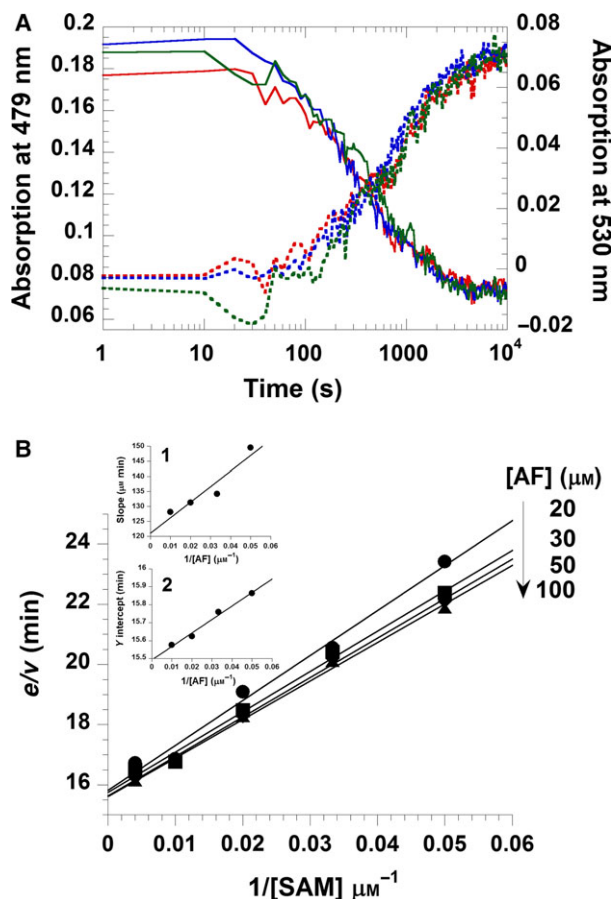 A
Absorption at 479 nm
0.2
0.18
0.16
0.14
0.12
0.1
0.08
0.06
0.08
0.06
0.04
0.02
0
−0.02
Absorption at 530 nm
1 10 100 1000 10⁴
Time (s)
B
e/v (min)
24
22
20
18
16
0 0.01 0.02 0.03 0.04 0.05 0.06
1/[SAM] μM⁻¹
[AF] (μM)
20
30
50
100
1
Slope (μM min)
150
145
140
135
130
125
120
0 0.01 0.02 0.03 0.04 0.05 0.06
1/[AF] (μM⁻¹)
2
Y intercept (min)
16
15.9
15.8
15.7
15.6
15.5
0 0.01 0.02 0.03 0.04 0.05 0.06
1/[AF] (μM⁻¹)